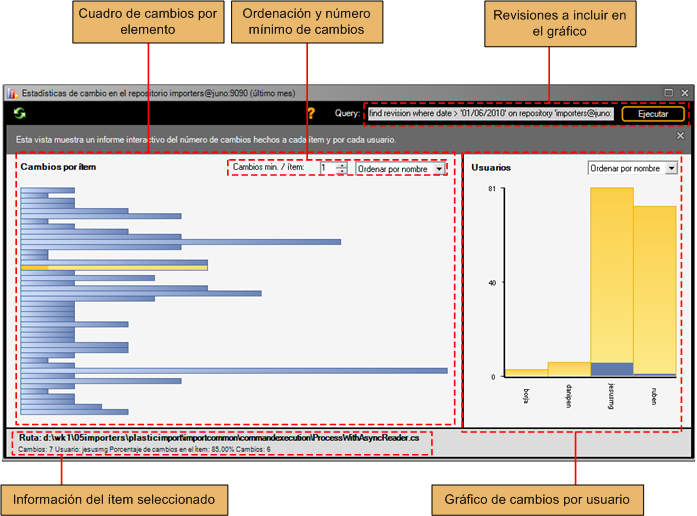 Cuadro de cambios por
elemento
Ordenación y número
mínimo de cambios
Revisiones a incluir en
el gráfico
Estadísticas de cambio en el repositorio importers@juno:9090 (último mes)
? Query: find revision where date > '01/06/2010' on repository 'importers@juno: Ejecutar
Esta vista muestra un informe interactivo del número de cambios hechos a cada ítem y por cada usuario.
Cambios por ítem
Cambios min. / ítem: 1 Ordenar por nombre
Usuarios
Ordenar por nombre
81
40
0
borja
danipen
jesusmg
ruben
Ruta: d:\wk1\05importers\plasticimport\importcommon\commandexecution\ProcessWithAsyncReader.cs
Cambios: 7 Usuario: jesusmg Porcentaje de cambios en el ítem: 85,00% Cambios: 6
Información del ítem seleccionado
Gráfico de cambios por usuario